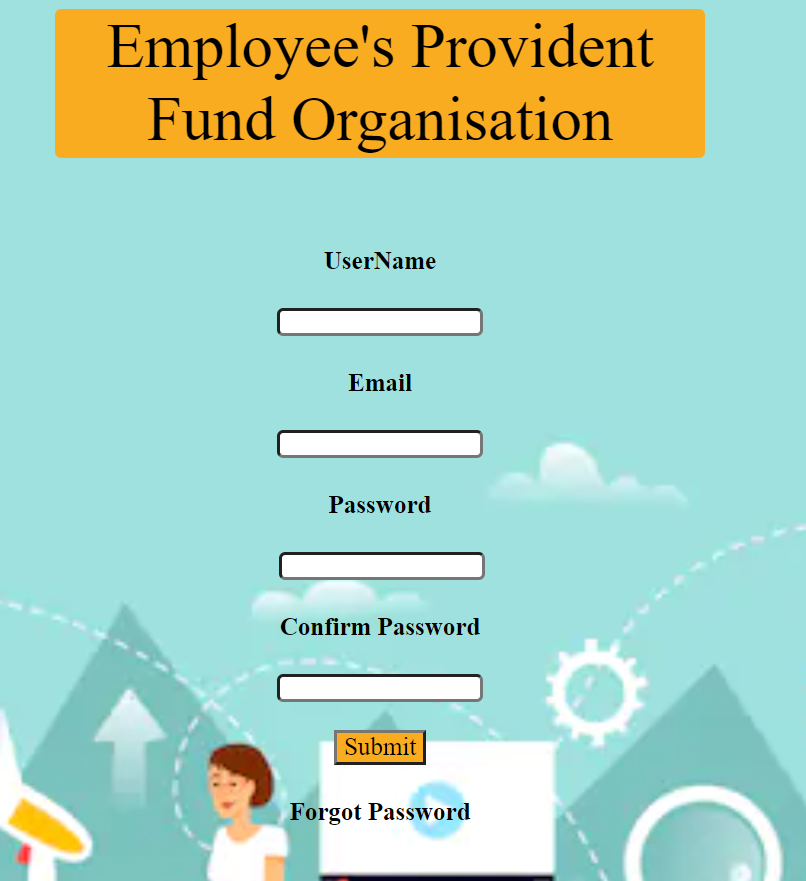 Employee's Provident
Fund Organisation
UserName
Email
Password
Confirm Password
Submit
Forgot Password